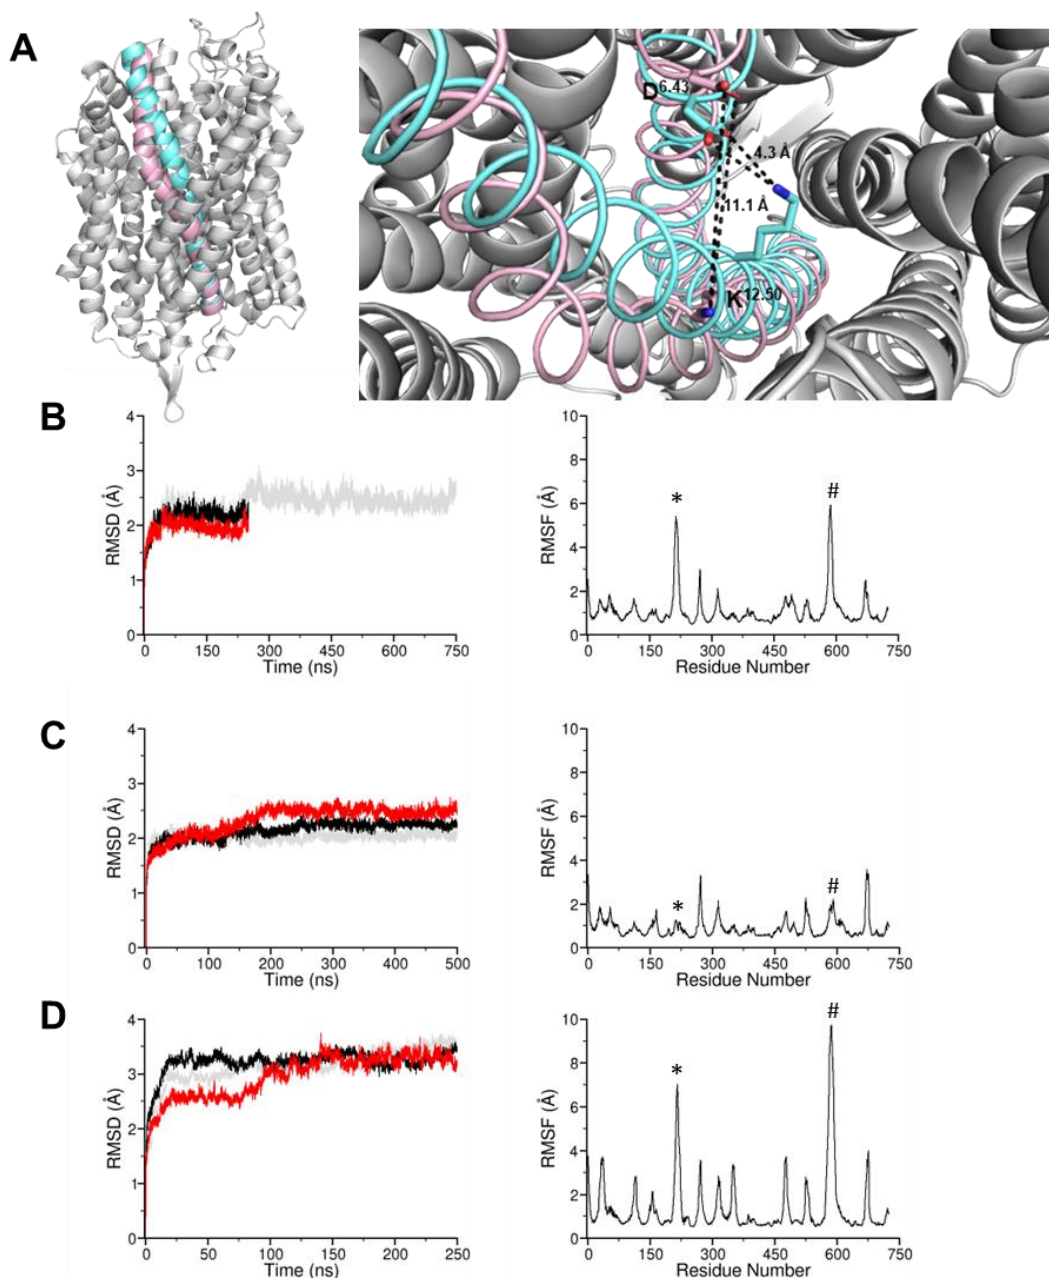 A
D6.43
4.3 Å
11.1 Å
K12.50
B
RMSD (Å)
4
3
2
1
0
0 150 300 450 600 750
Time (ns)
RMSF (Å)
10
8
6
4
2
0
* #
0 150 300 450 600 750
Residue Number
C
RMSD (Å)
4
3
2
1
0
0 100 200 300 400 500
Time (ns)
RMSF (Å)
10
8
6
4
2
0
* #
0 150 300 450 600 750
Residue Number
D
RMSD (Å)
4
3
2
1
0
0 50 100 150 200 250
Time (ns)
RMSF (Å)
10
8
6
4
2
0
* #
0 150 300 450 600 750
Residue Number